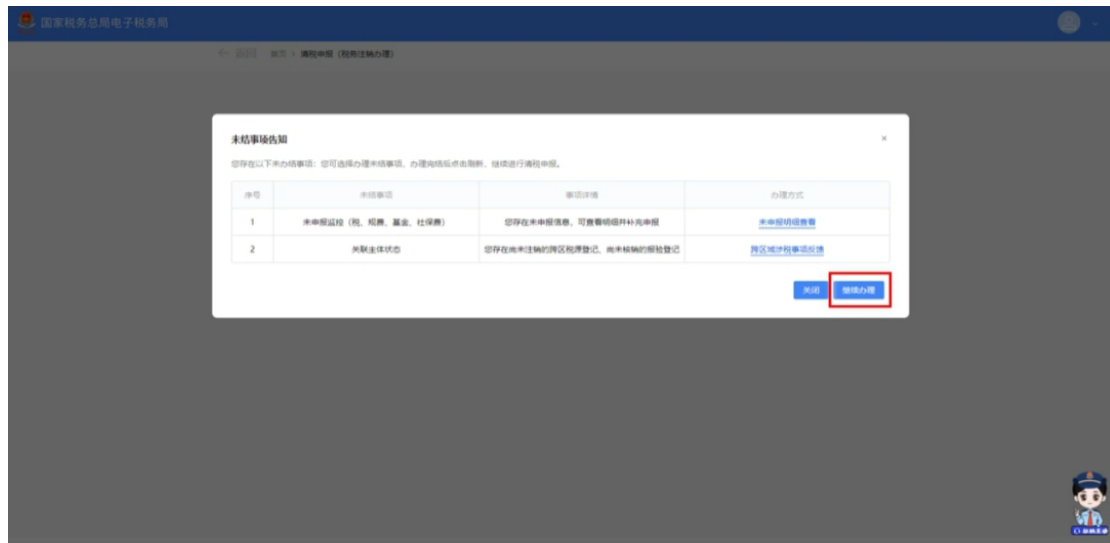 国家税务总局电子税务局
← 返回 首页 > 清税申报（税务注销办理）
未结事项告知 ×
您存在以下未办结事项：您可选择办理未结事项，办理完结后点击刷新，继续进行清税申报。
序号 未结事项 事项详情 办理方式
1 未申报监控（税、规费、基金、社保费） 您存在未申报信息，可查看明细并补充申报 未申报明细查看
2 关联主体状态 您存在尚未注销的跨区税源登记、尚未核销的报验登记 跨区域涉税事项反馈
关闭 继续办理